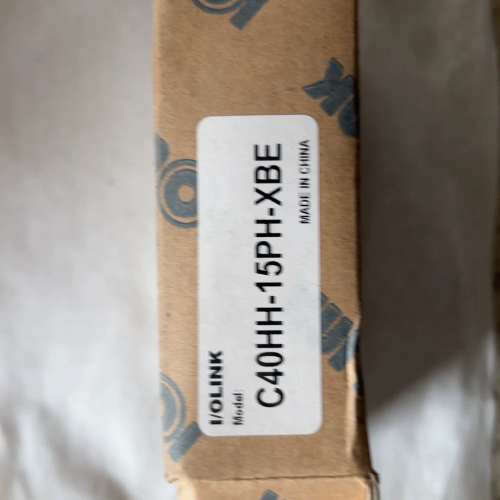 I/OLINK
Model:
C40HH-15PH-XBE
MADE IN CHINA